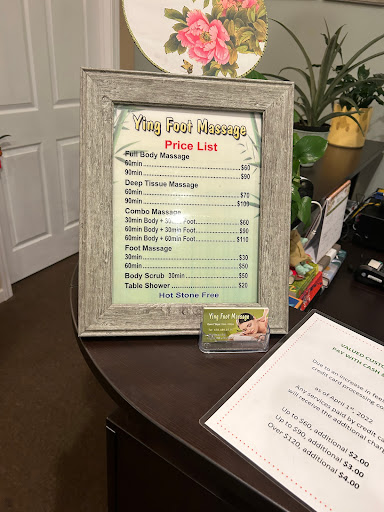 Ying Foot Massage
Price List
Full Body Massage
60min $60
90min $90
Deep Tissue Massage
60min $70
90min $100
Combo Massage
30min Body + 30min Foot $60
60min Body + 30min Foot $90
60min Body + 60min Foot $110
Foot Massage
30min $30
60min $50
Body Scrub 30min $50
Table Shower $20
Hot Stone Free
Ying Foot Massage
VALUED CUSTO
PAY WITH CASH
Due to an increase in fees
credit card processing
as of April 1st, 2022
Any services paid by credit ca
will receive the additional char
Up to $60, additional $2.00
Up to $90, additional $3.00
Over $120, additional $4.00